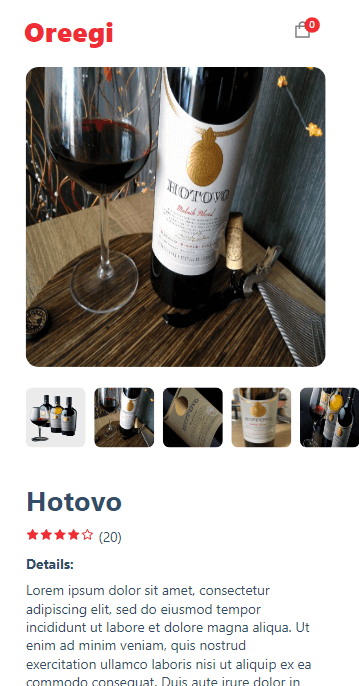 Oreegi
0
HOTOVO
HOTOVO
Hotovo
(20)
Details:
Lorem ipsum dolor sit amet, consectetur
adipiscing elit, sed do eiusmod tempor
incididunt ut labore et dolore magna aliqua. Ut
enim ad minim veniam, quis nostrud
exercitation ullamco laboris nisi ut aliquip ex ea
commodo consequat. Duis aute irure dolor in